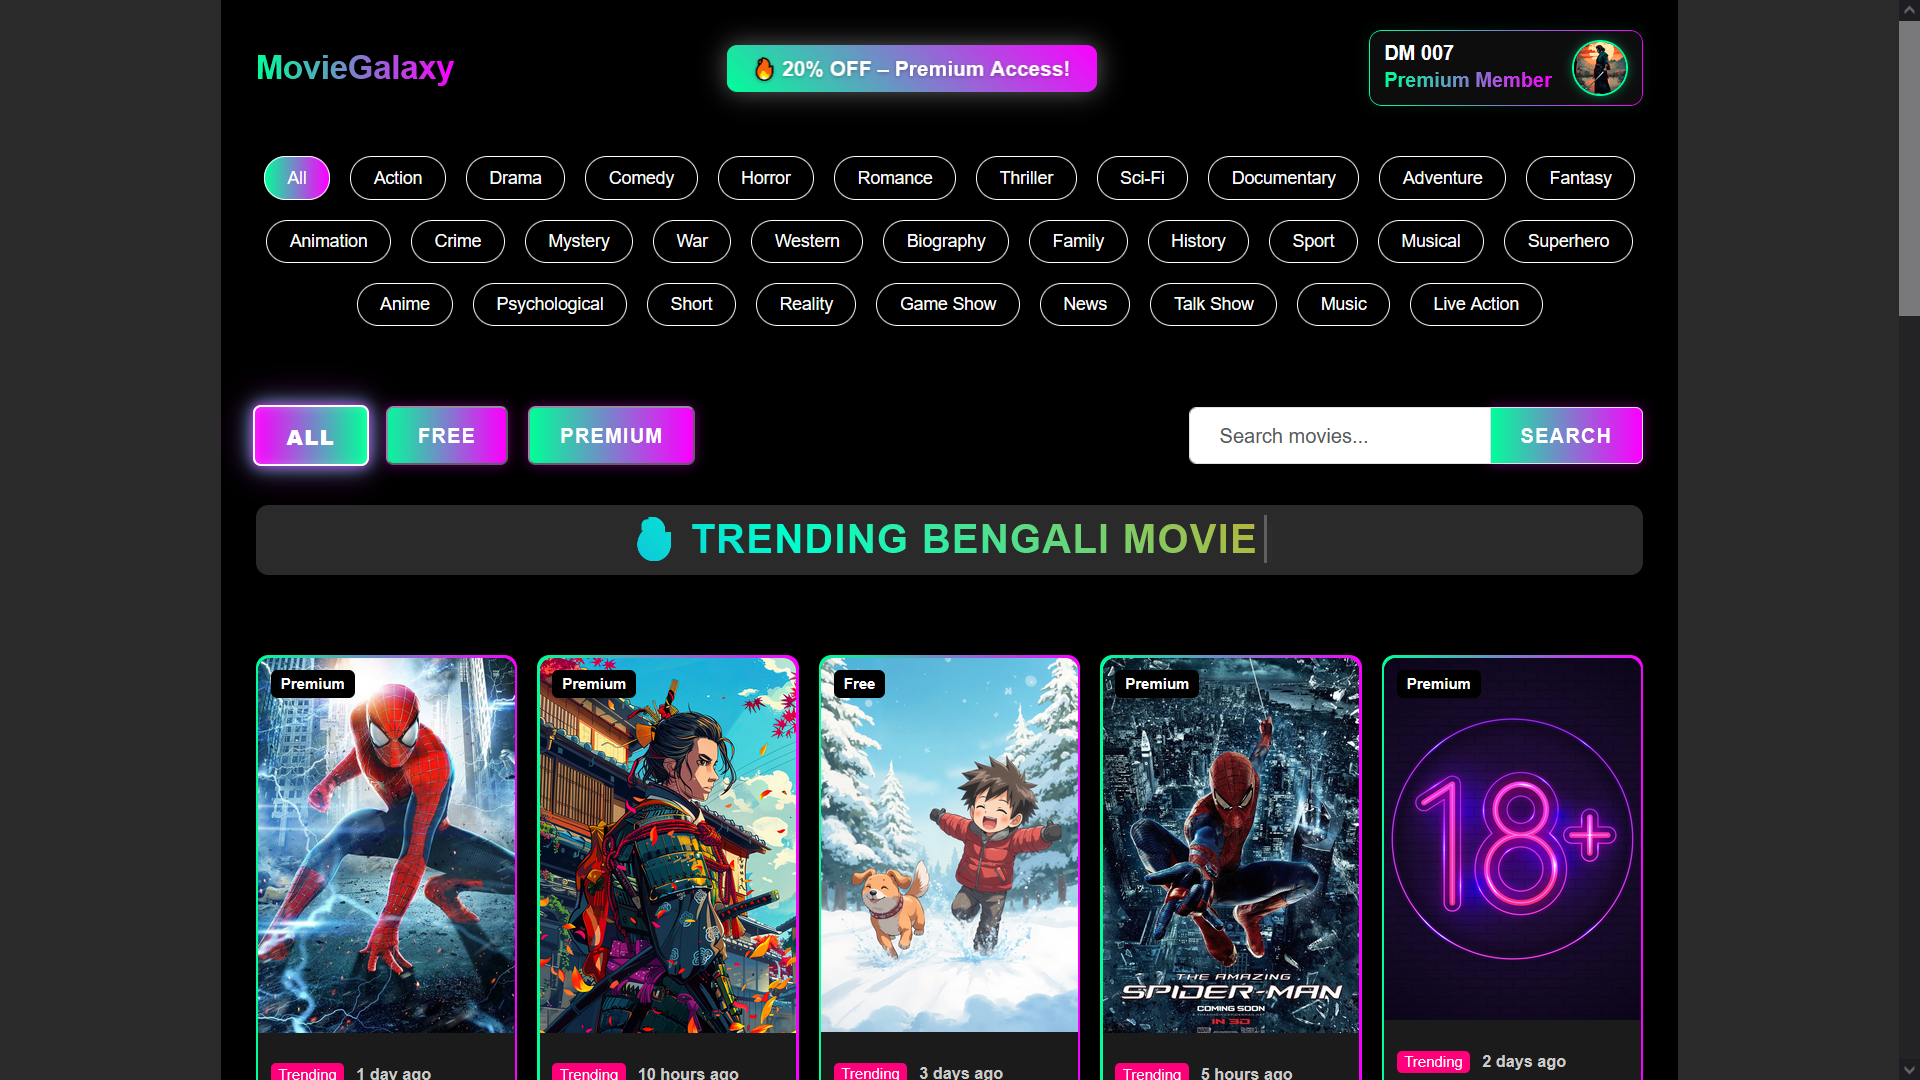 MovieGalaxy
🔥 20% OFF – Premium Access!
DM 007
Premium Member
All Action Drama Comedy Horror Romance Thriller Sci-Fi Documentary Adventure Fantasy
Animation Crime Mystery War Western Biography Family History Sport Musical Superhero
Anime Psychological Short Reality Game Show News Talk Show Music Live Action
ALL FREE PREMIUM Search movies... SEARCH
TRENDING BENGALI MOVIE
Premium Premium Free Premium Premium
18+
THE AMAZING
SPIDER-MAN
COMING SOON
IN 3D
Trending 1 day ago
Trending 10 hours ago
Trending 3 days ago
Trending 5 hours ago
Trending 2 days ago